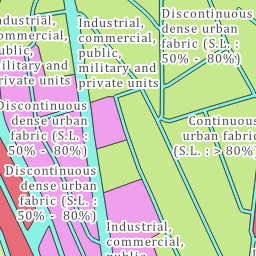 Industrial,
commercial,
public,
military and
private units
Industrial,
commercial,
public,
military and
private units
Discontinuous
dense urban
fabric (S.L. :
50% - 80%)
Discontinuous
dense urban
fabric (S.L. :
50% - 80%)
Continuous
urban fabric
(S.L. : > 80%)
Discontinuous
dense urban
fabric (S.L. :
50% - 80%)
Industrial,
commercial,
public,